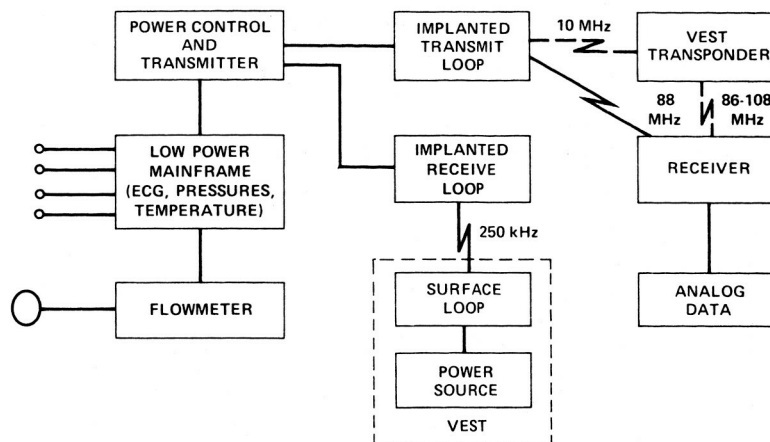 POWER CONTROL
AND
TRANSMITTER
IMPLANTED
TRANSMIT
LOOP
10 MHz
VEST
TRANSPONDER
88
MHz
86-108
MHz
LOW POWER
MAINFRAME
(ECG, PRESSURES,
TEMPERATURE)
IMPLANTED
RECEIVE
LOOP
RECEIVER
250 kHz
FLOWMETER
SURFACE
LOOP
ANALOG
DATA
POWER
SOURCE
VEST